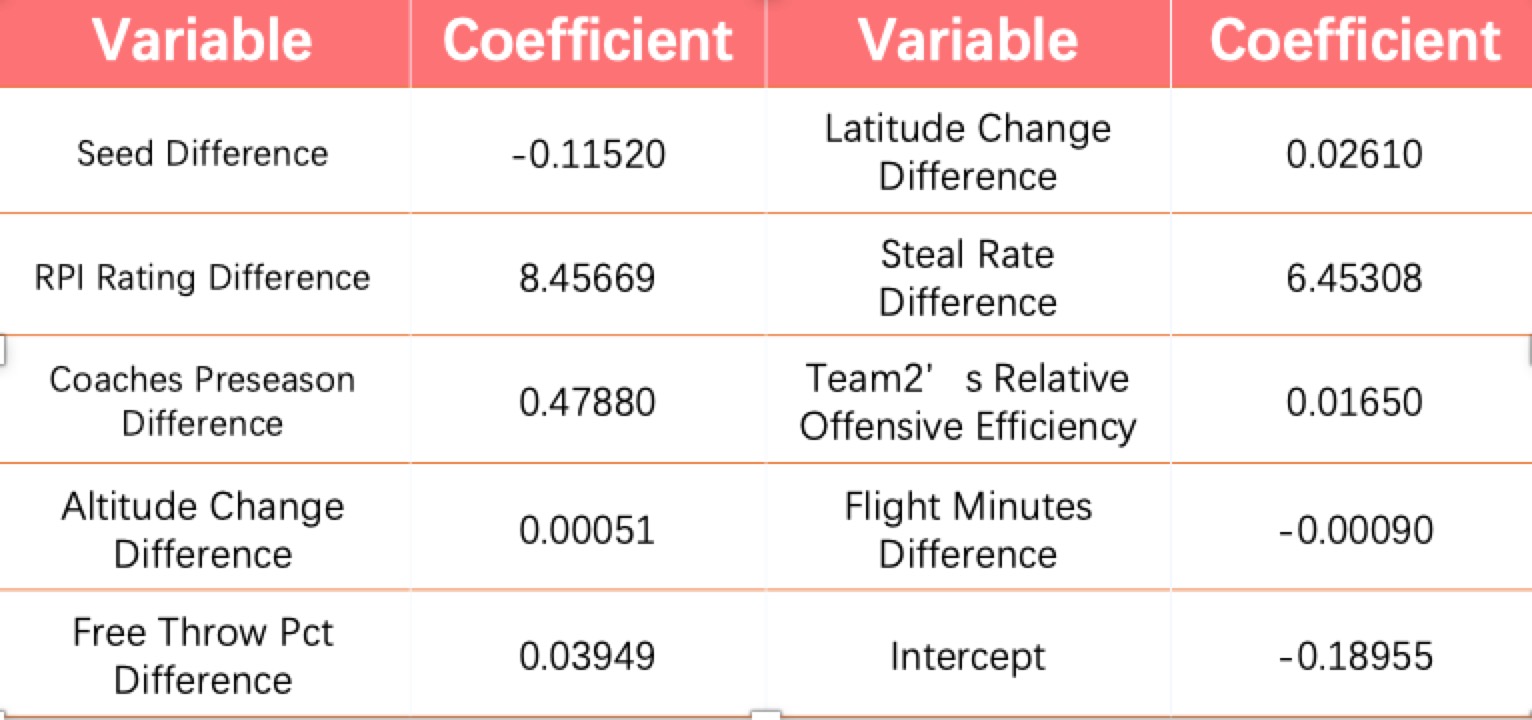 Variable Coefficient Variable Coefficient
Seed Difference -0.11520 Latitude Change
Difference 0.02610
RPI Rating Difference 8.45669 Steal Rate
Difference 6.45308
Coaches Preseason
Difference 0.47880 Team2' s Relative
Offensive Efficiency 0.01650
Altitude Change
Difference 0.00051 Flight Minutes
Difference -0.00090
Free Throw Pct
Difference 0.03949 Intercept -0.18955